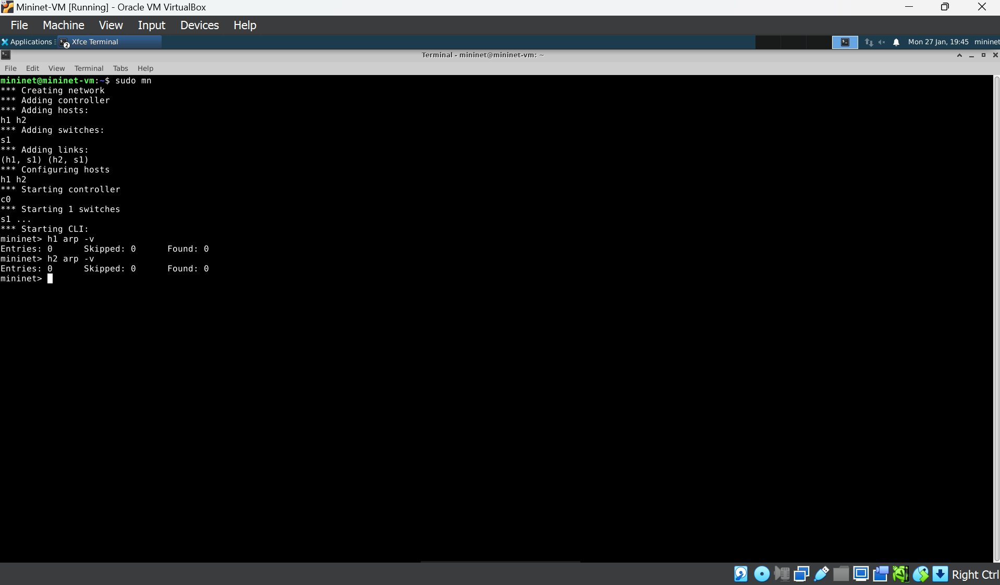 Mininet-VM [Running] - Oracle VM VirtualBox
File Machine View Input Devices Help
Applications Xfce Terminal Mon 27 Jan, 19:45 mininet
2
Terminal - mininet@mininet-vm: ~
File Edit View Terminal Tabs Help
mininet@mininet-vm:~$ sudo mn
*** Creating network
*** Adding controller
*** Adding hosts:
h1 h2
*** Adding switches:
s1
*** Adding links:
(h1, s1) (h2, s1)
*** Configuring hosts
h1 h2
*** Starting controller
c0
*** Starting 1 switches
s1 ...
*** Starting CLI:
mininet> h1 arp -v
Entries: 0 Skipped: 0 Found: 0
mininet> h2 arp -v
Entries: 0 Skipped: 0 Found: 0
mininet>
Right Ctrl